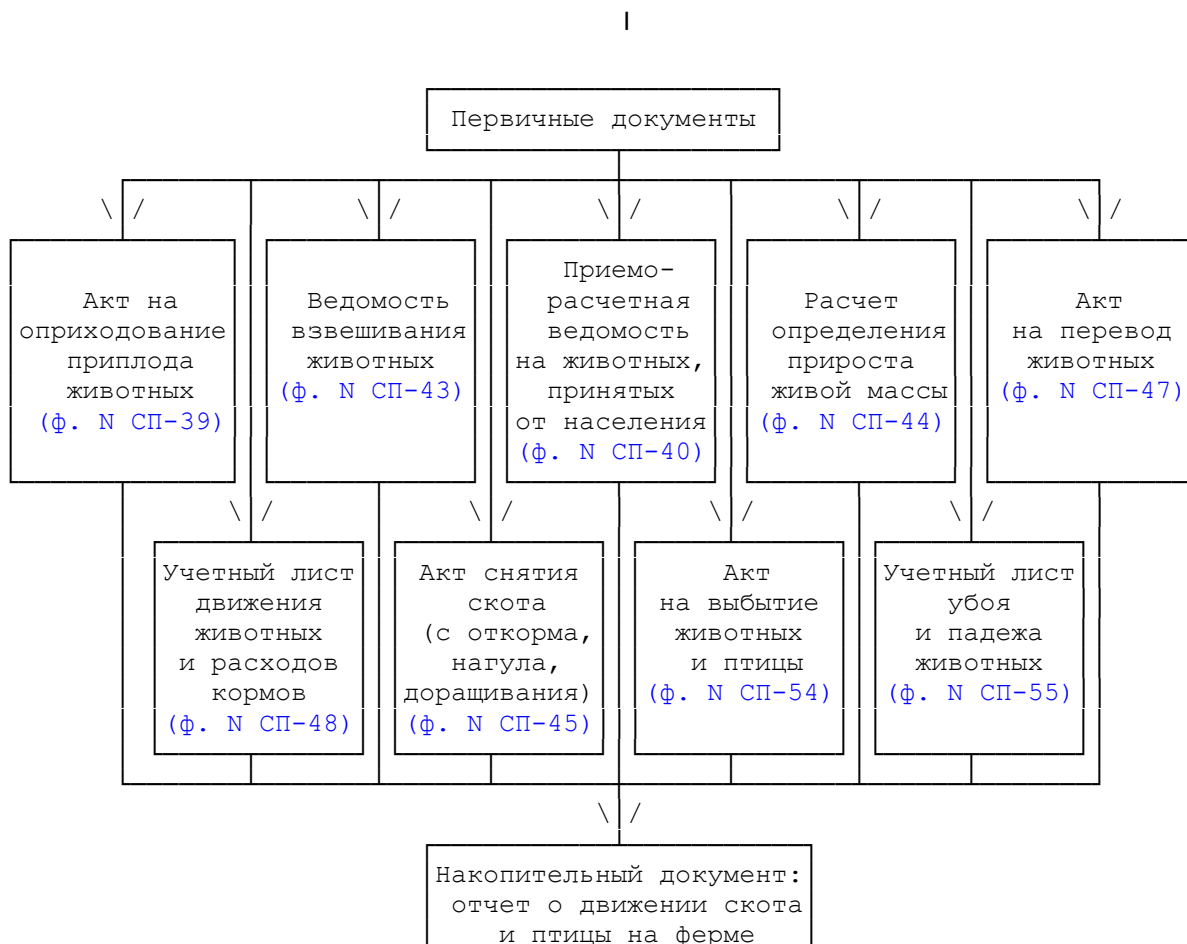 Первичные документы
Акт на
оприходование
приплода
животных
(ф. N СП-39)
Ведомость
взвешивания
животных
(ф. N СП-43)
Приемо-
расчетная
ведомость
на животных,
принятых
от населения
(ф. N СП-40)
Расчет
определения
прироста
живой массы
(ф. N СП-44)
Акт
на перевод
животных
(ф. N СП-47)
Учетный лист
движения
животных
и расходов
кормов
(ф. N СП-48)
Акт снятия
скота
(с откорма,
нагула,
доращивания)
(ф. N СП-45)
Акт
на выбытие
животных
и птицы
(ф. N СП-54)
Учетный лист
убоя
и падежа
животных
(ф. N СП-55)
Накопительный документ:
отчет о движении скота
и птицы на ферме